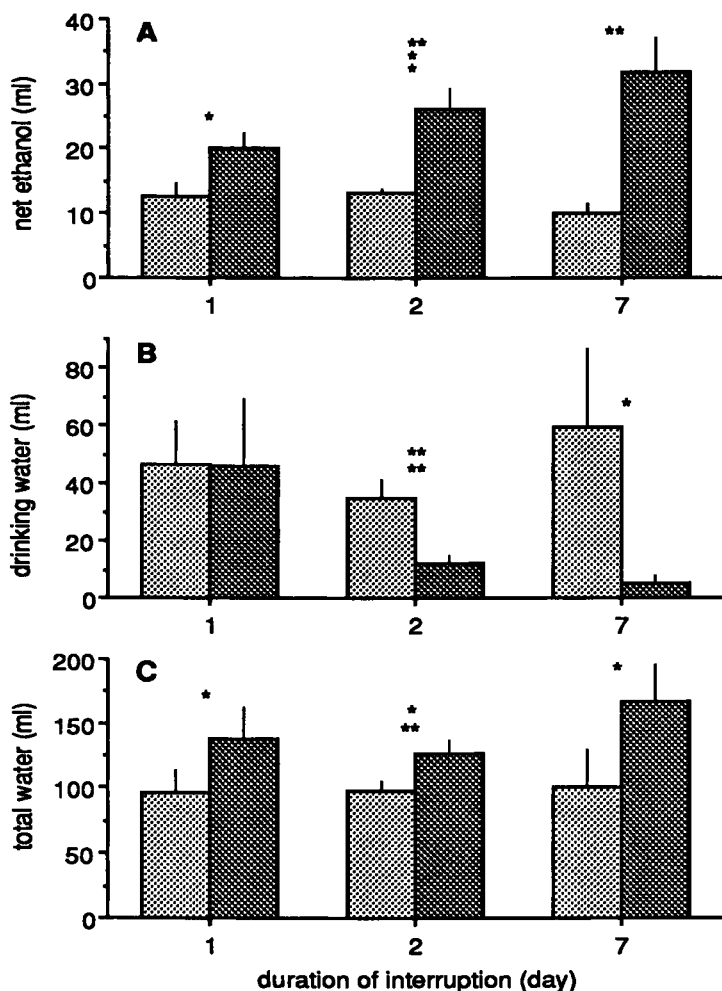 A
net ethanol (ml)
40
30
20
10
0
*
**
*
*
**
1 2 7
B
drinking water (ml)
80
60
40
20
0
**
**
*
1 2 7
C
total water (ml)
200
150
100
50
0
*
*
**
*
1 2 7
duration of interruption (day)